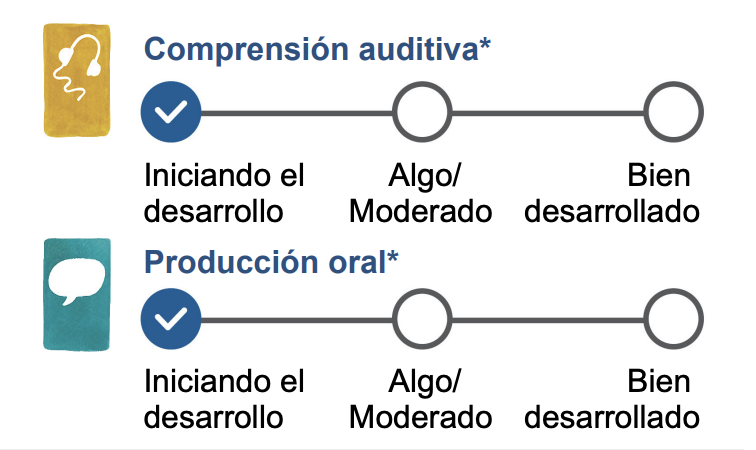 Comprensión auditiva*
Iniciando el Algo/ Bien
desarrollo Moderado desarrollado
Producción oral*
Iniciando el Algo/ Bien
desarrollo Moderado desarrollado